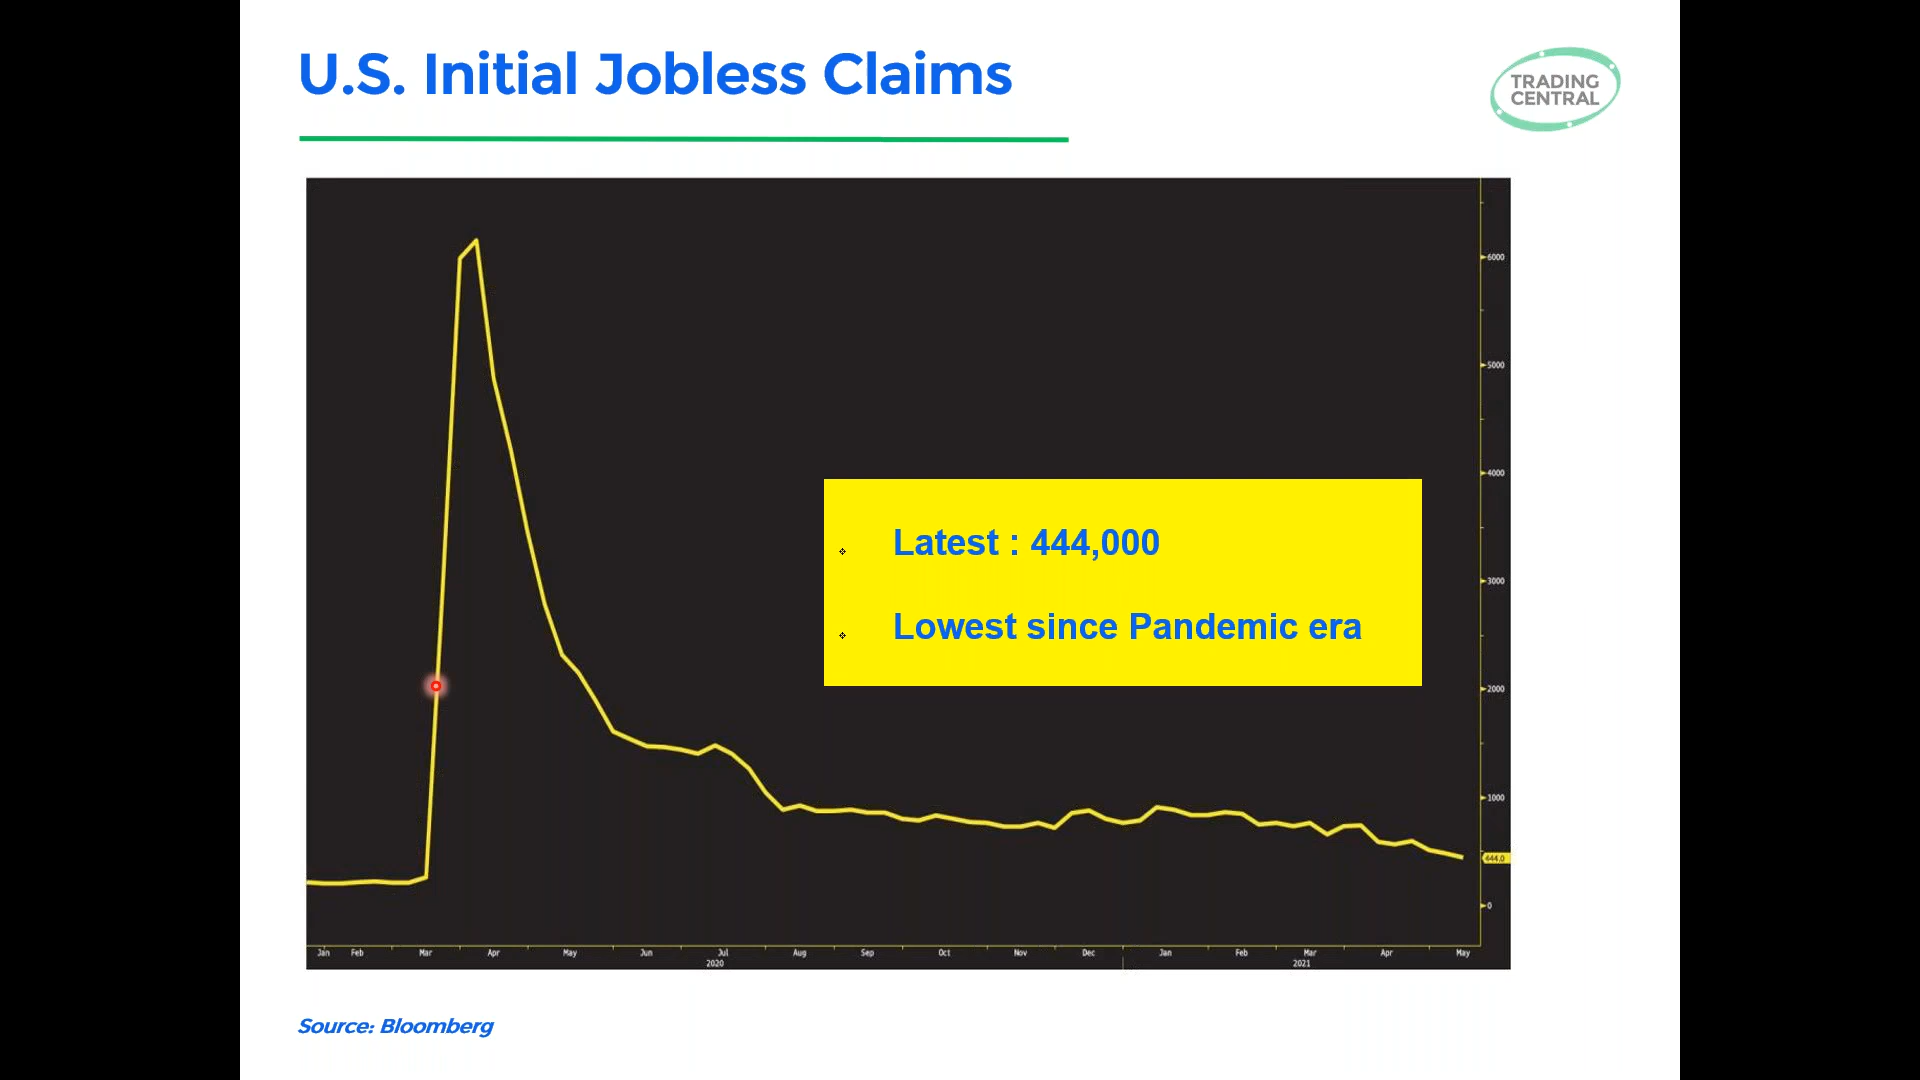 U.S. Initial Jobless Claims
TRADING
CENTRAL
6000
5000
4000
3000
2000
1000
444.0
0
Latest : 444,000
Lowest since Pandemic era
Jan Feb Mar Apr May Jun Jul Aug Sep Oct Nov Dec Jan Feb Mar Apr May
2020 2021
Source: Bloomberg